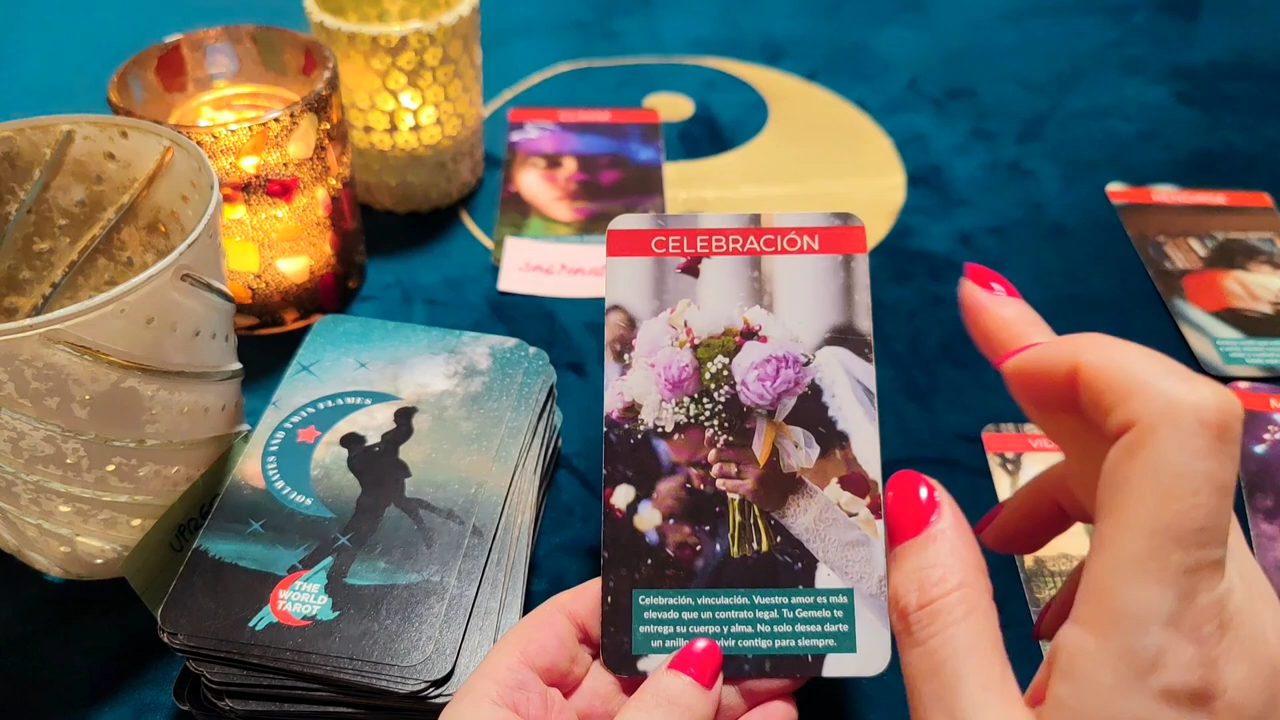 CELEBRACIÓN
Celebración, vinculación. Vuestro amor es más
elevado que un contrato legal. Tu Gemelo te
entrega su cuerpo y alma. No solo desea darte
un vivir contigo para siempre.
SOULMATES AND TWIN FLAMES
THE
WORLD
TAROT